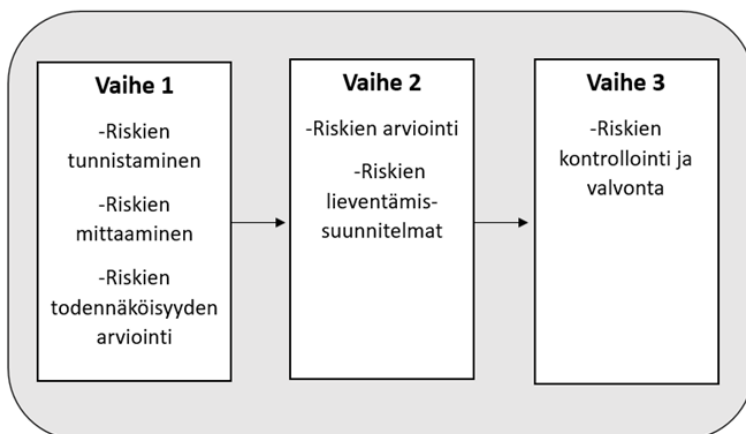 Vaihe 1
-Riskien
tunnistaminen
-Riskien
mittaaminen
-Riskien
todennäköisyyden
arviointi
Vaihe 2
-Riskien arviointi
-Riskien
lieventämis-
suunnitelmat
Vaihe 3
-Riskien
kontrollointi ja
valvonta